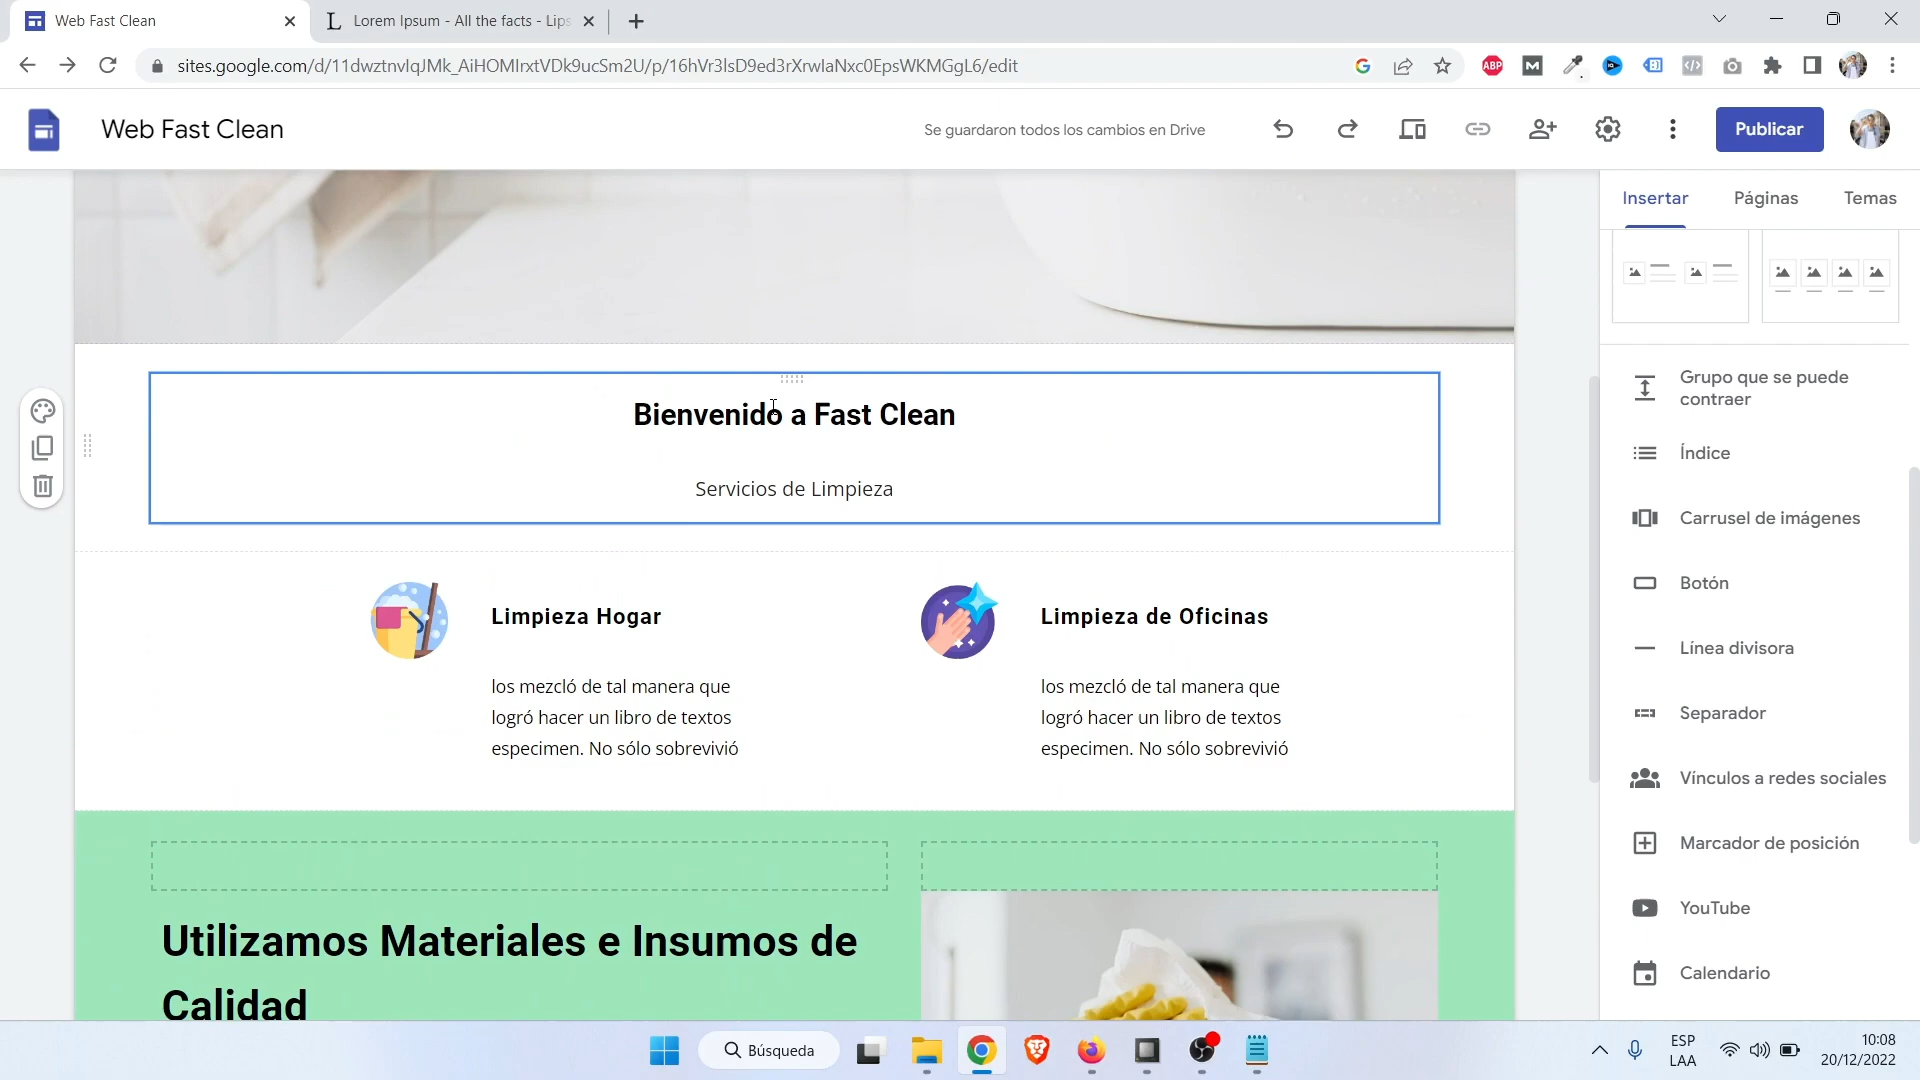 Web Fast Clean
Lorem Ipsum - All the facts - Lips
sites.google.com/d/11dwztnvlqJMk_AiHOMIrxtVDk9ucSm2U/p/16hVr3lsD9ed3rXrwlaNxc0EpsWKMGgL6/edit
ABP
Web Fast Clean
Se guardaron todos los cambios en Drive
Publicar
Insertar
Páginas
Temas
Bienvenido a Fast Clean
Servicios de Limpieza
Limpieza Hogar
los mezcló de tal manera que
logró hacer un libro de textos
especimen. No sólo sobrevivió
Limpieza de Oficinas
los mezcló de tal manera que
logró hacer un libro de textos
especimen. No sólo sobrevivió
Utilizamos Materiales e Insumos de
Calidad
Grupo que se puede
contraer
Índice
Carrusel de imágenes
Botón
Línea divisora
Separador
Vínculos a redes sociales
Marcador de posición
YouTube
Calendario
Búsqueda
ESP
LAA
10:08
20/12/2022